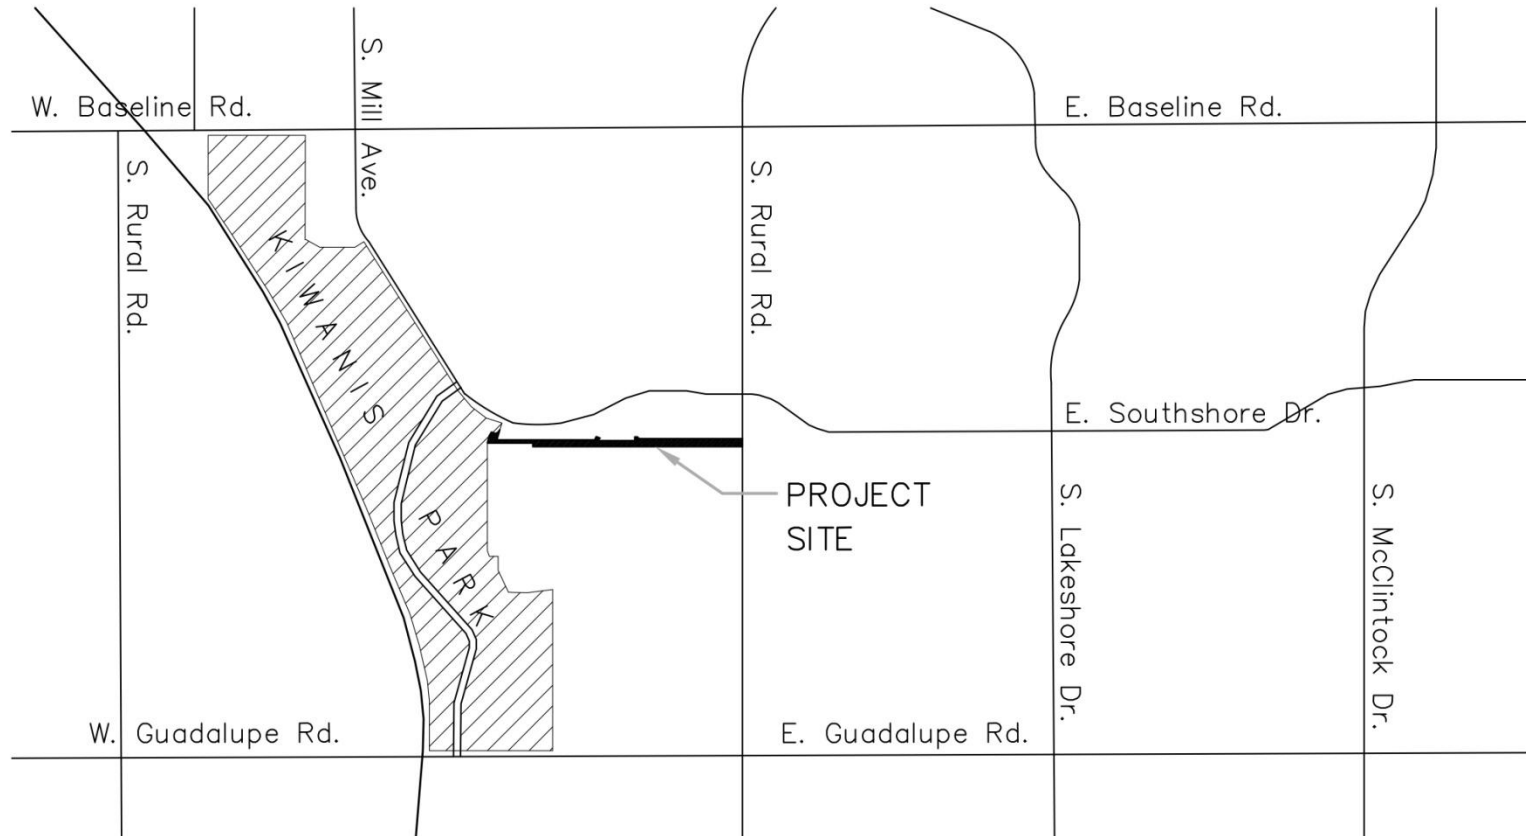 S. Mill Ave.
W. Baseline Rd.
E. Baseline Rd.
S. Rural Rd.
S. Rural Rd.
KIWANIS PARK
E. Southshore Dr.
PROJECT
SITE
S. Lakeshore Dr.
S. McClintock Dr.
W. Guadalupe Rd.
E. Guadalupe Rd.